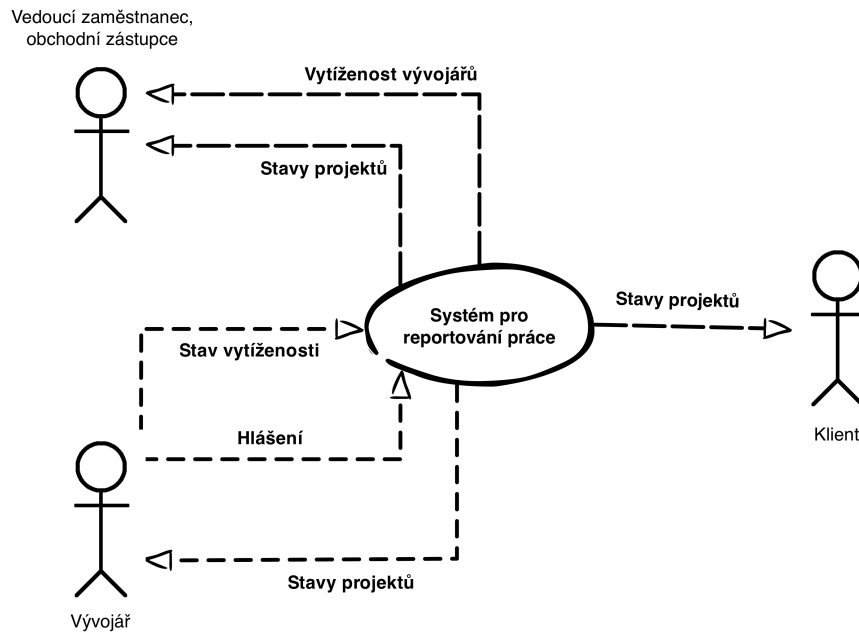 Vedoucí zaměstnanec,
obchodní zástupce
Vytíženost vývojářů
Stavy projektů
Systém pro
reportování práce
Stavy projektů
Stav vytíženosti
Klient
Hlášení
Stavy projektů
Vývojář